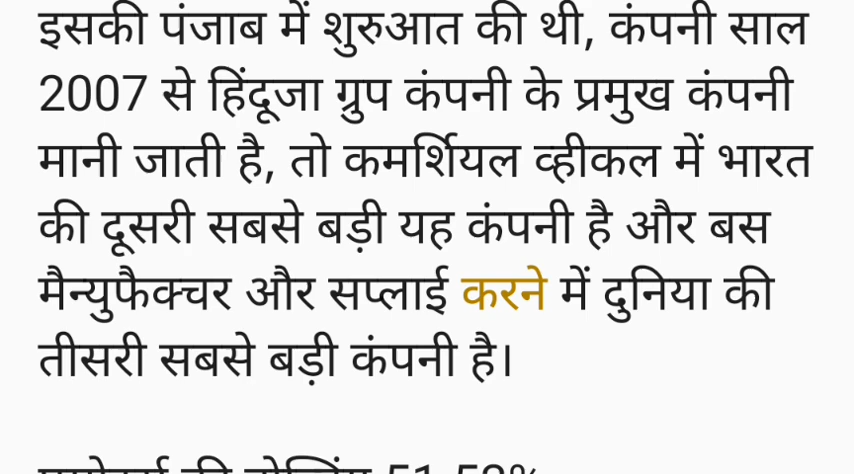 इसकी पंजाब में शुरुआत की थी, कंपनी साल
2007 से हिंदूजा ग्रुप कंपनी के प्रमुख कंपनी
मानी जाती है, तो कमर्शियल व्हीकल में भारत
की दूसरी सबसे बड़ी यह कंपनी है और बस
मैन्युफैक्चर और सप्लाई करने में दुनिया की
तीसरी सबसे बड़ी कंपनी है।